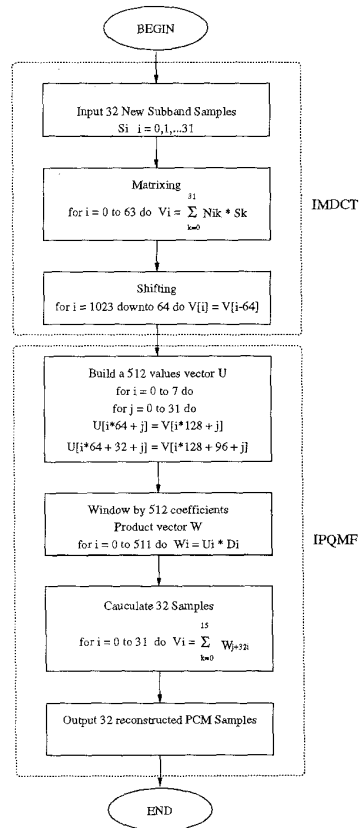 BEGIN
Input 32 New Subband Samples
Si i = 0,1,...31
Matrixing
for i = 0 to 63 do Vi = 31 Σ k=0 Nik * Sk
IMDCT
Shifting
for i = 1023 downto 64 do V[i] = V[i-64]
Build a 512 values vector U
for i = 0 to 7 do
for j = 0 to 31 do
U[i*64 + j] = V[i*128 + j]
U[i*64 + 32 + j] = V[i*128 + 96 + j]
Window by 512 coefficients
Product vector W
for i = 0 to 511 do Wi = Ui * Di
IPQMF
Cauculate 32 Samples
for i = 0 to 31 do Vi = 15 Σ k=0 Wj+32i
Output 32 reconstructed PCM Samples
END